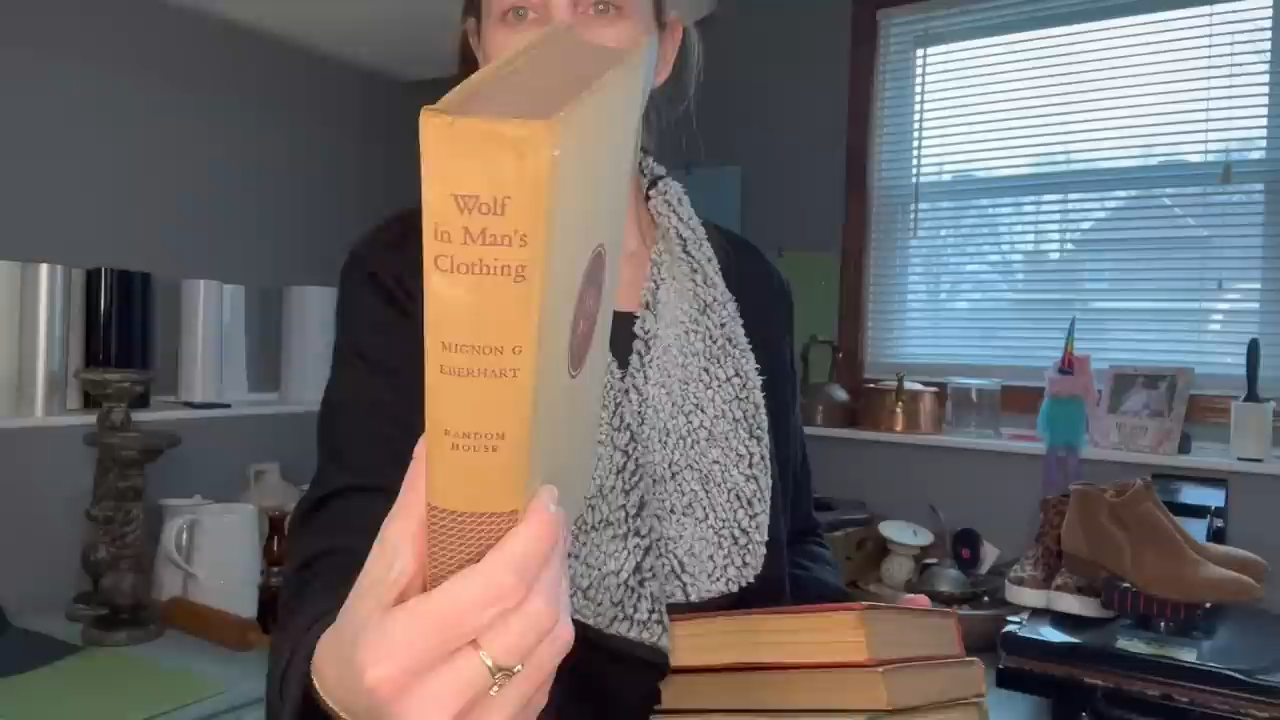 Wolf
in Man's
Clothing
MIGNON G
EBERHART
RANDOM
HOUSE